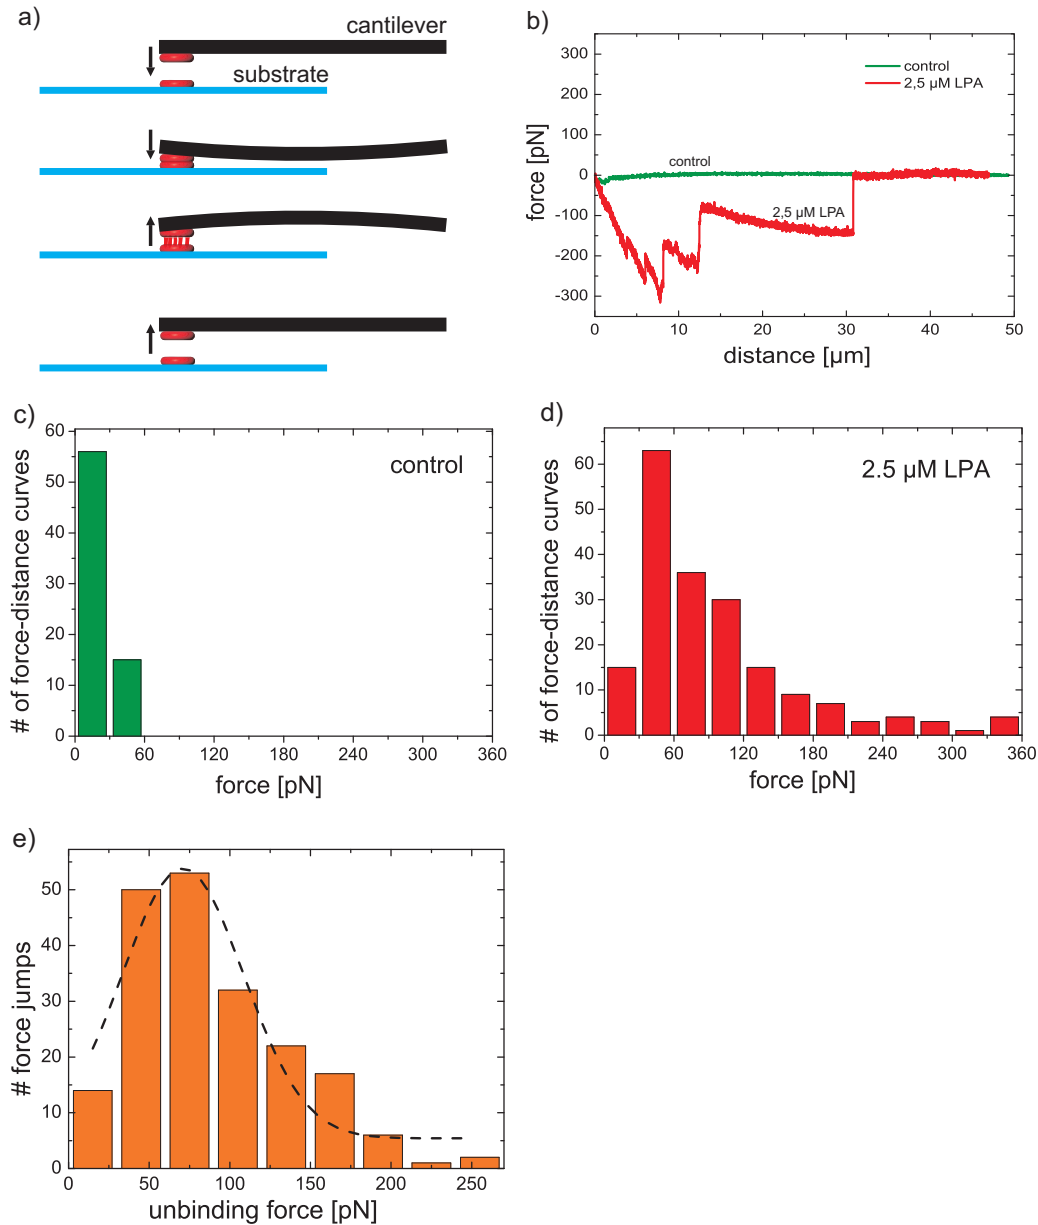 a)
cantilever
substrate
b)
force [pN]
300
200
100
0
-100
-200
-300
control
2,5 µM LPA
control
2,5 µM LPA
0 10 20 30 40 50
distance [µm]
c)
# of force-distance curves
60
50
40
30
20
10
0
control
0 60 120 180 240 300 360
force [pN]
d)
# of force-distance curves
60
50
40
30
20
10
0
2.5 µM LPA
0 60 120 180 240 300 360
force [pN]
e)
# force jumps
50
40
30
20
10
0
0 50 100 150 200 250
unbinding force [pN]